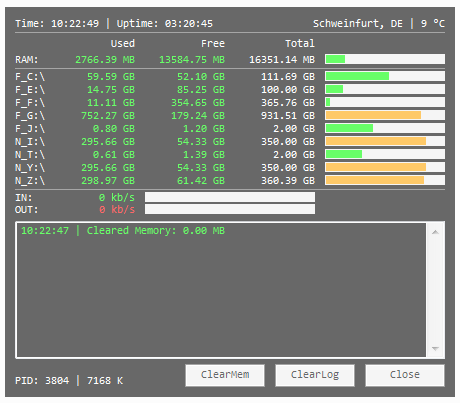 Time: 10:22:49 | Uptime: 03:20:45 Schweinfurt, DE | 9 °C
Used Free Total
RAM: 2766.39 MB 13584.75 MB 16351.14 MB
F_C:\ 59.59 GB 52.10 GB 111.69 GB
F_E:\ 14.75 GB 85.25 GB 100.00 GB
F_F:\ 11.11 GB 354.65 GB 365.76 GB
F_G:\ 752.27 GB 179.24 GB 931.51 GB
F_J:\ 0.80 GB 1.20 GB 2.00 GB
N_I:\ 295.66 GB 54.33 GB 350.00 GB
N_T:\ 0.61 GB 1.39 GB 2.00 GB
N_Y:\ 295.66 GB 54.33 GB 350.00 GB
N_Z:\ 298.97 GB 61.42 GB 360.39 GB
IN: 0 kb/s
OUT: 0 kb/s
10:22:47 | Cleared Memory: 0.00 MB
PID: 3804 | 7168 K ClearMem ClearLog Close